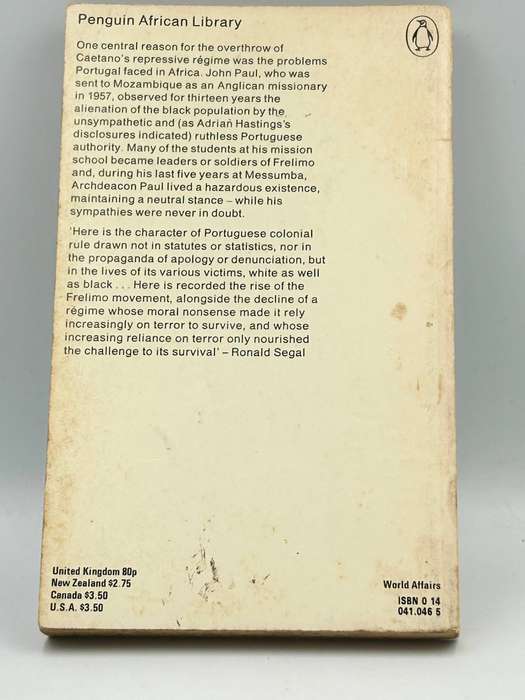 Penguin African Library
One central reason for the overthrow of
Caetano's repressive régime was the problems
Portugal faced in Africa. John Paul, who was
sent to Mozambique as an Anglican missionary
in 1957, observed for thirteen years the
alienation of the black population by the
unsympathetic and (as Adrian Hastings's
disclosures indicated) ruthless Portuguese
authority. Many of the students at his mission
school became leaders or soldiers of Frelimo
and, during his last five years at Messumba,
Archdeacon Paul lived a hazardous existence,
maintaining a neutral stance – while his
sympathies were never in doubt.
'Here is the character of Portuguese colonial
rule drawn not in statutes or statistics, nor in
the propaganda of apology or denunciation, but
in the lives of its various victims, white as well
as black . . . Here is recorded the rise of the
Frelimo movement, alongside the decline of a
régime whose moral nonsense made it rely
increasingly on terror to survive, and whose
increasing reliance on terror only nourished
the challenge to its survival' – Ronald Segal
United Kingdom 80p
New Zealand $2.75
Canada $3.50
U.S.A. $3.50
World Affairs
ISBN 0 14
041.046 5